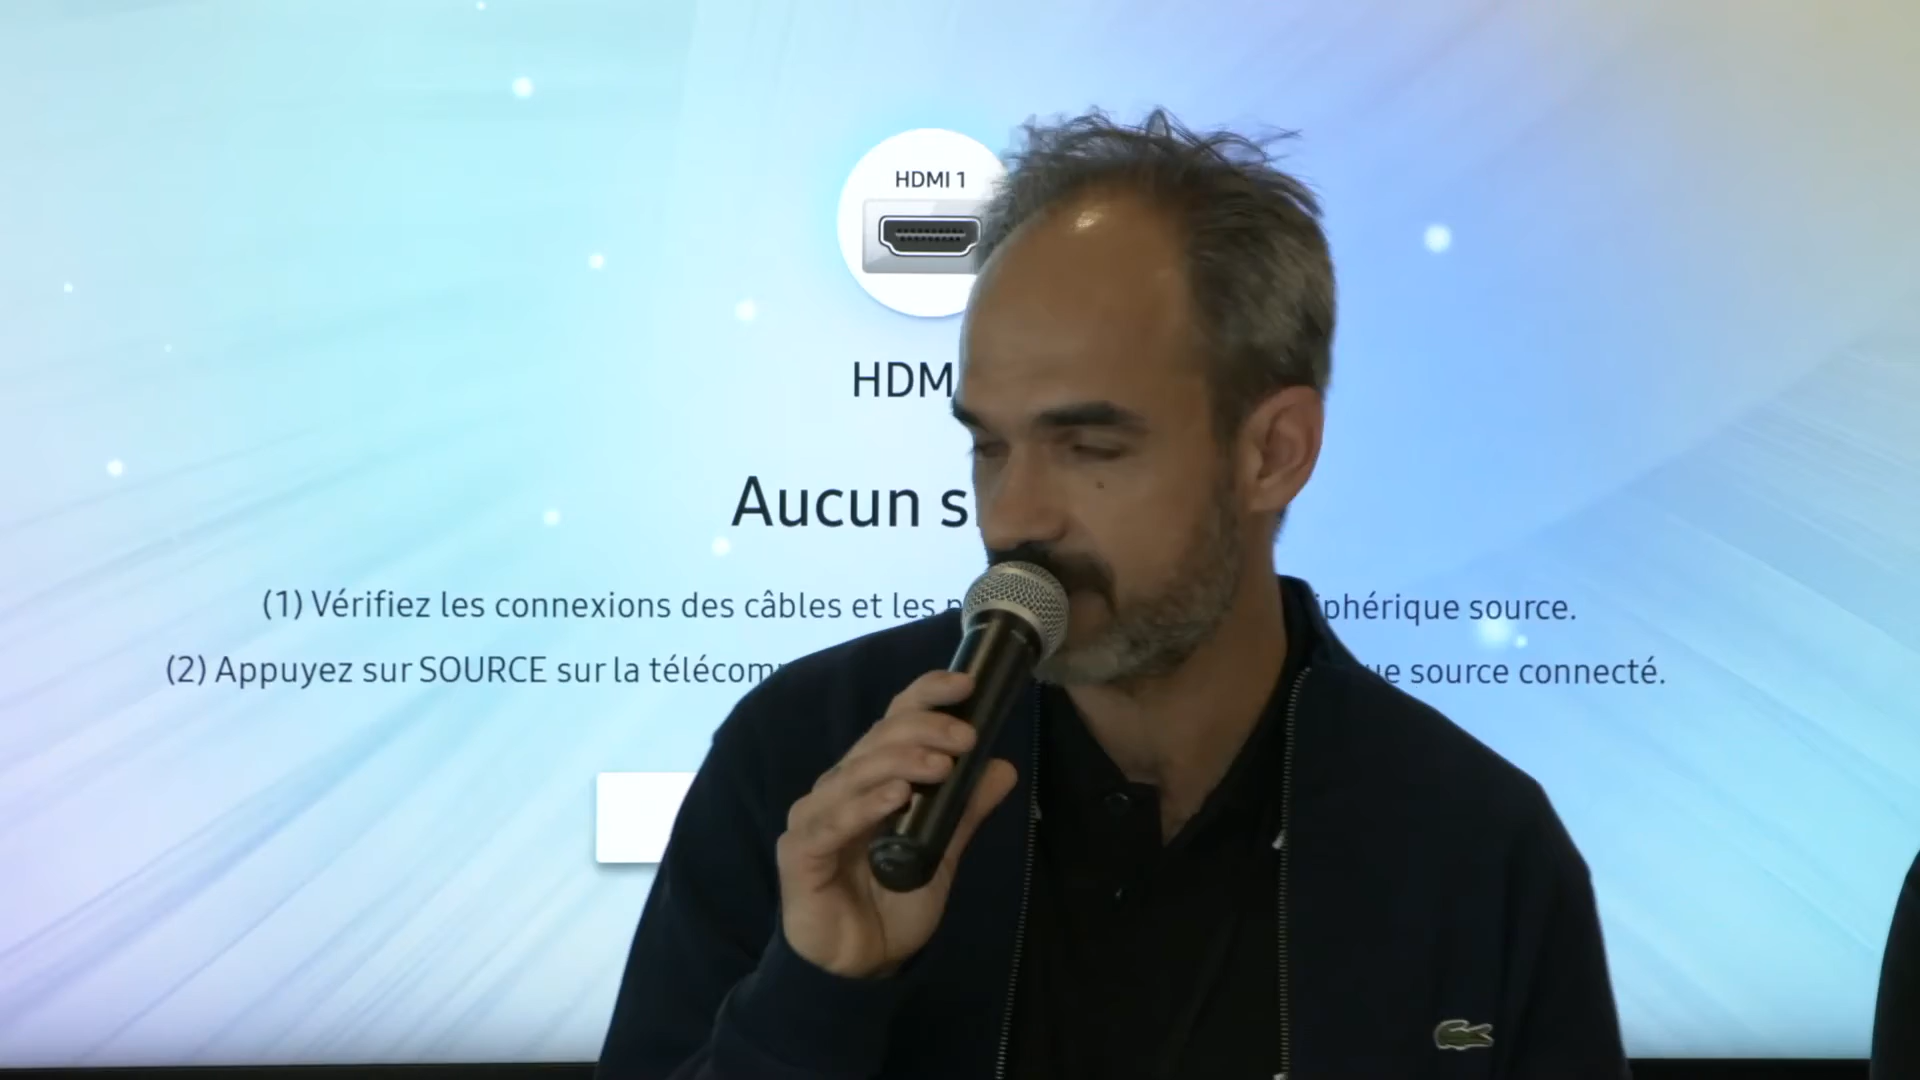 HDMI 1
HDM
Aucun s
(1) Vérifiez les connexions des câbles et les iphérique source.
(2) Appuyez sur SOURCE sur la télécom ue source connecté.